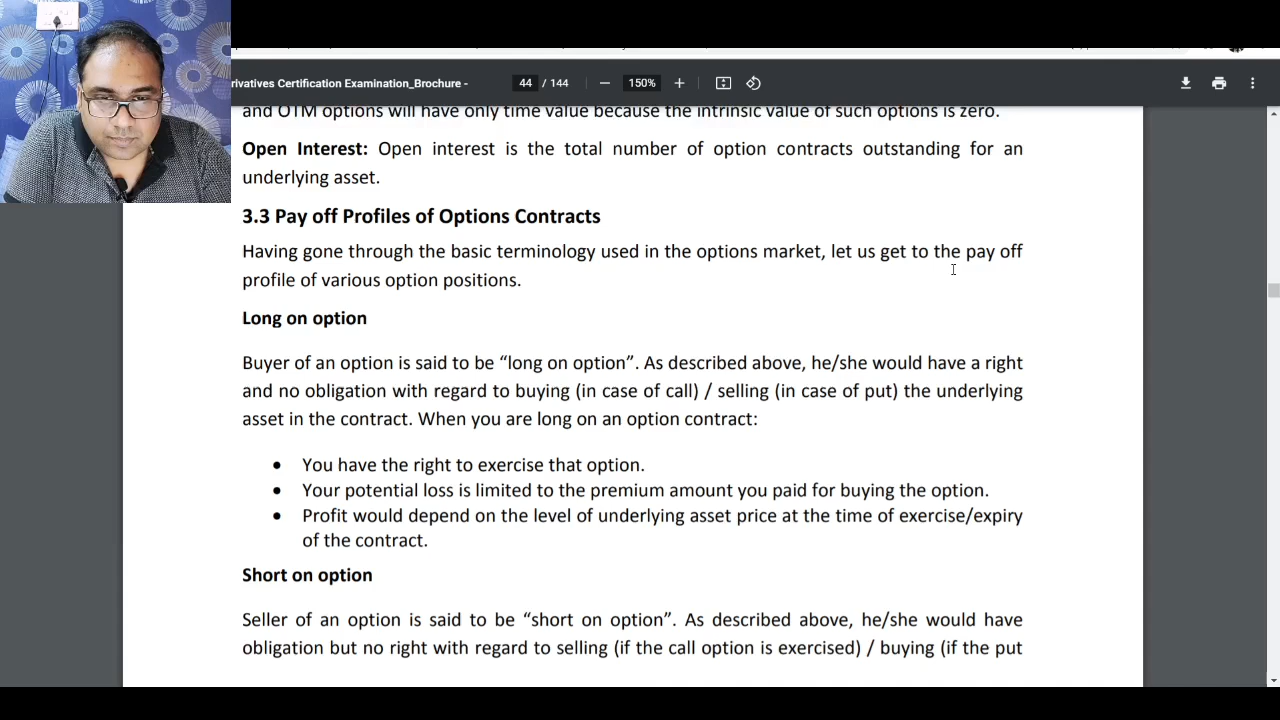 rivatives Certification Examination_Brochure -
44 / 144
150%
and OTM options will have only time value because the intrinsic value of such options is zero.
Open Interest: Open interest is the total number of option contracts outstanding for an
underlying asset.
3.3 Pay off Profiles of Options Contracts
Having gone through the basic terminology used in the options market, let us get to the pay off
profile of various option positions.
Long on option
Buyer of an option is said to be “long on option”. As described above, he/she would have a right
and no obligation with regard to buying (in case of call) / selling (in case of put) the underlying
asset in the contract. When you are long on an option contract:
• You have the right to exercise that option.
• Your potential loss is limited to the premium amount you paid for buying the option.
• Profit would depend on the level of underlying asset price at the time of exercise/expiry
of the contract.
Short on option
Seller of an option is said to be “short on option”. As described above, he/she would have
obligation but no right with regard to selling (if the call option is exercised) / buying (if the put